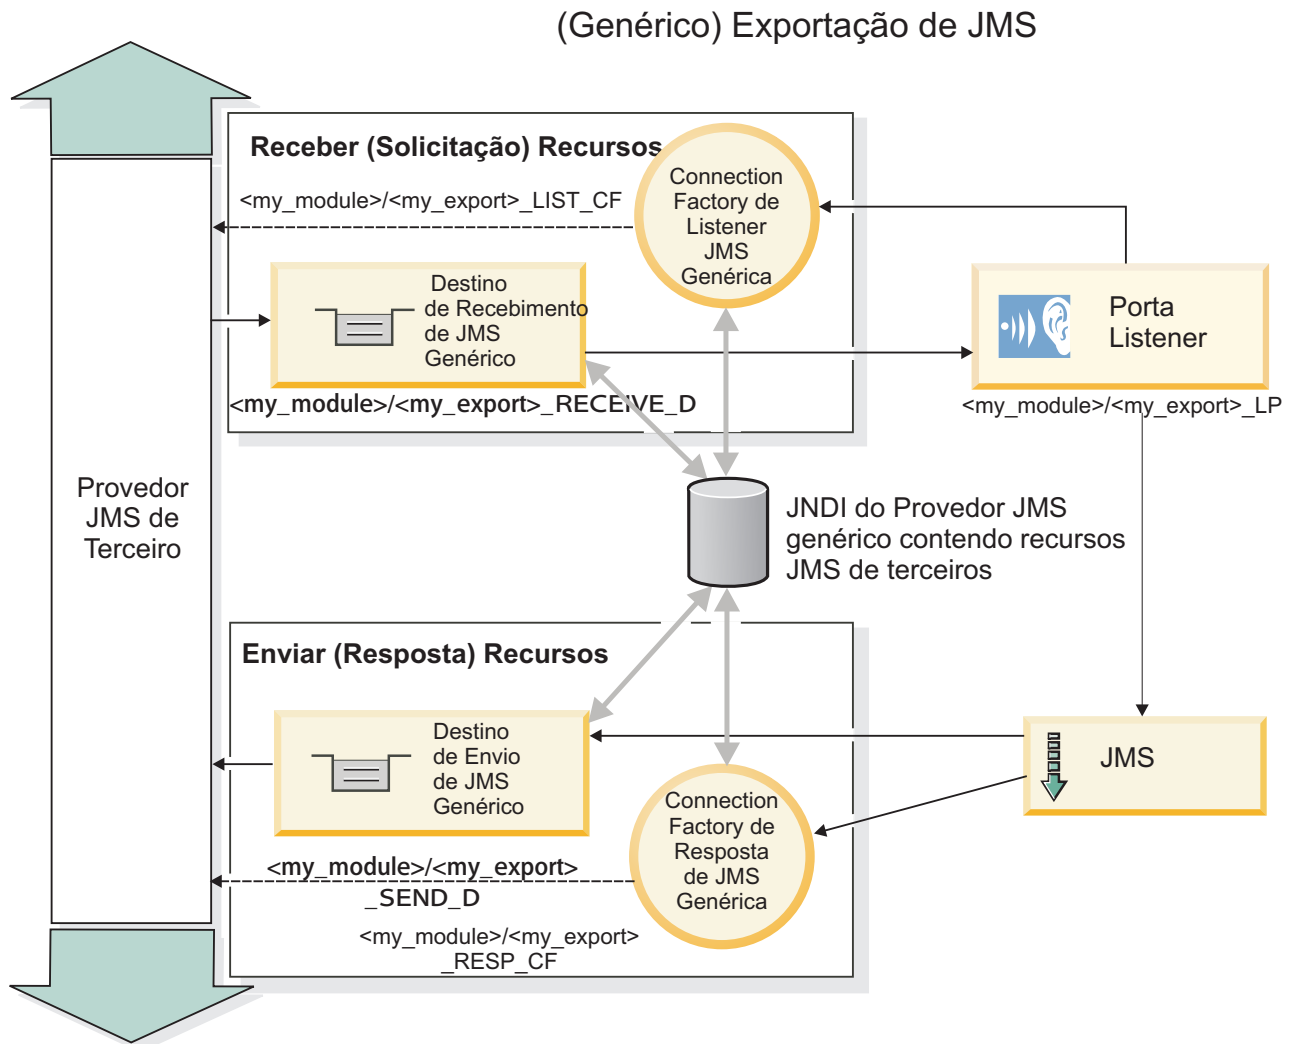 (Genérico) Exportação de JMS
Receber (Solicitação) Recursos
<my_module>/<my_export>_LIST_CF
Connection
Factory de
Listener
JMS
Genérica
Destino
de Recebimento
de JMS
Genérico
<my_module>/<my_export>_RECEIVE_D
Porta
Listener
<my_module>/<my_export>_LP
Provedor
JMS de
Terceiro
JNDI do Provedor JMS
genérico contendo recursos
JMS de terceiros
Enviar (Resposta) Recursos
Destino
de Envio
de JMS
Genérico
JMS
Connection
Factory de
Resposta
de JMS
Genérica
<my_module>/<my_export>
_SEND_D
<my_module>/<my_export>
_RESP_CF